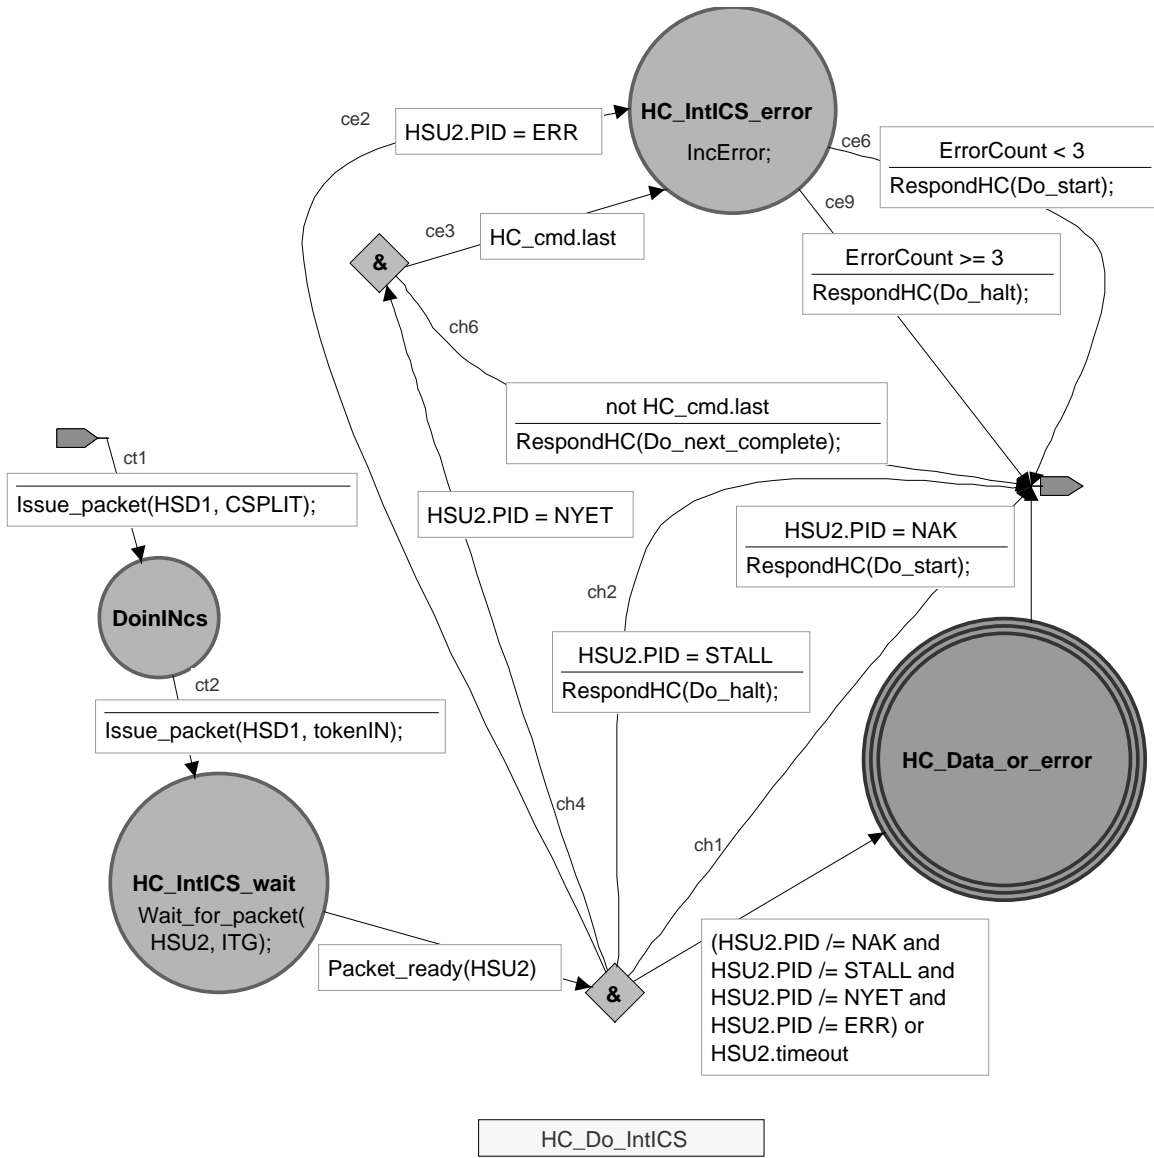 HC_IntICS_error
IncError;
ce2
HSU2.PID = ERR
ce6
ErrorCount < 3
RespondHC(Do_start);
ce3
HC_cmd.last
ce9
ErrorCount >= 3
RespondHC(Do_halt);
&
ch6
not HC_cmd.last
RespondHC(Do_next_complete);
ct1
Issue_packet(HSD1, CSPLIT);
HSU2.PID = NYET
HSU2.PID = NAK
RespondHC(Do_start);
ch2
DoinINcs
HSU2.PID = STALL
RespondHC(Do_halt);
ct2
Issue_packet(HSD1, tokenIN);
HC_Data_or_error
ch4
ch1
HC_IntICS_wait
Wait_for_packet(
HSU2, ITG);
Packet_ready(HSU2)
&
(HSU2.PID /= NAK and
HSU2.PID /= STALL and
HSU2.PID /= NYET and
HSU2.PID /= ERR) or
HSU2.timeout
HC_Do_IntICS